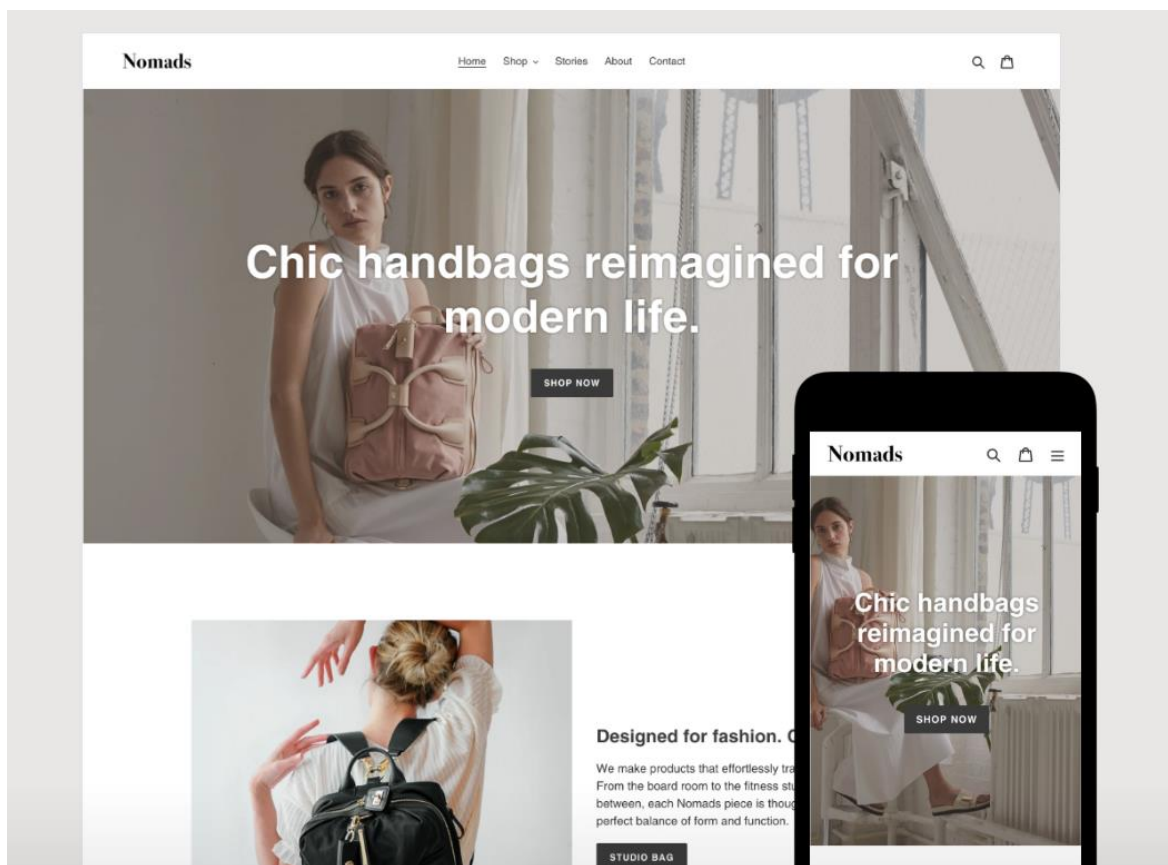 Nomads
Home Shop Stories About Contact
Chic handbags reimagined for
modern life.
SHOP NOW
Designed for fashion.
We make products that effortlessly
From the board room to the fitness
between, each Nomads piece is
perfect balance of form and function.
STUDIO BAG
Nomads
Chic handbags
reimagined for
modern life.
SHOP NOW